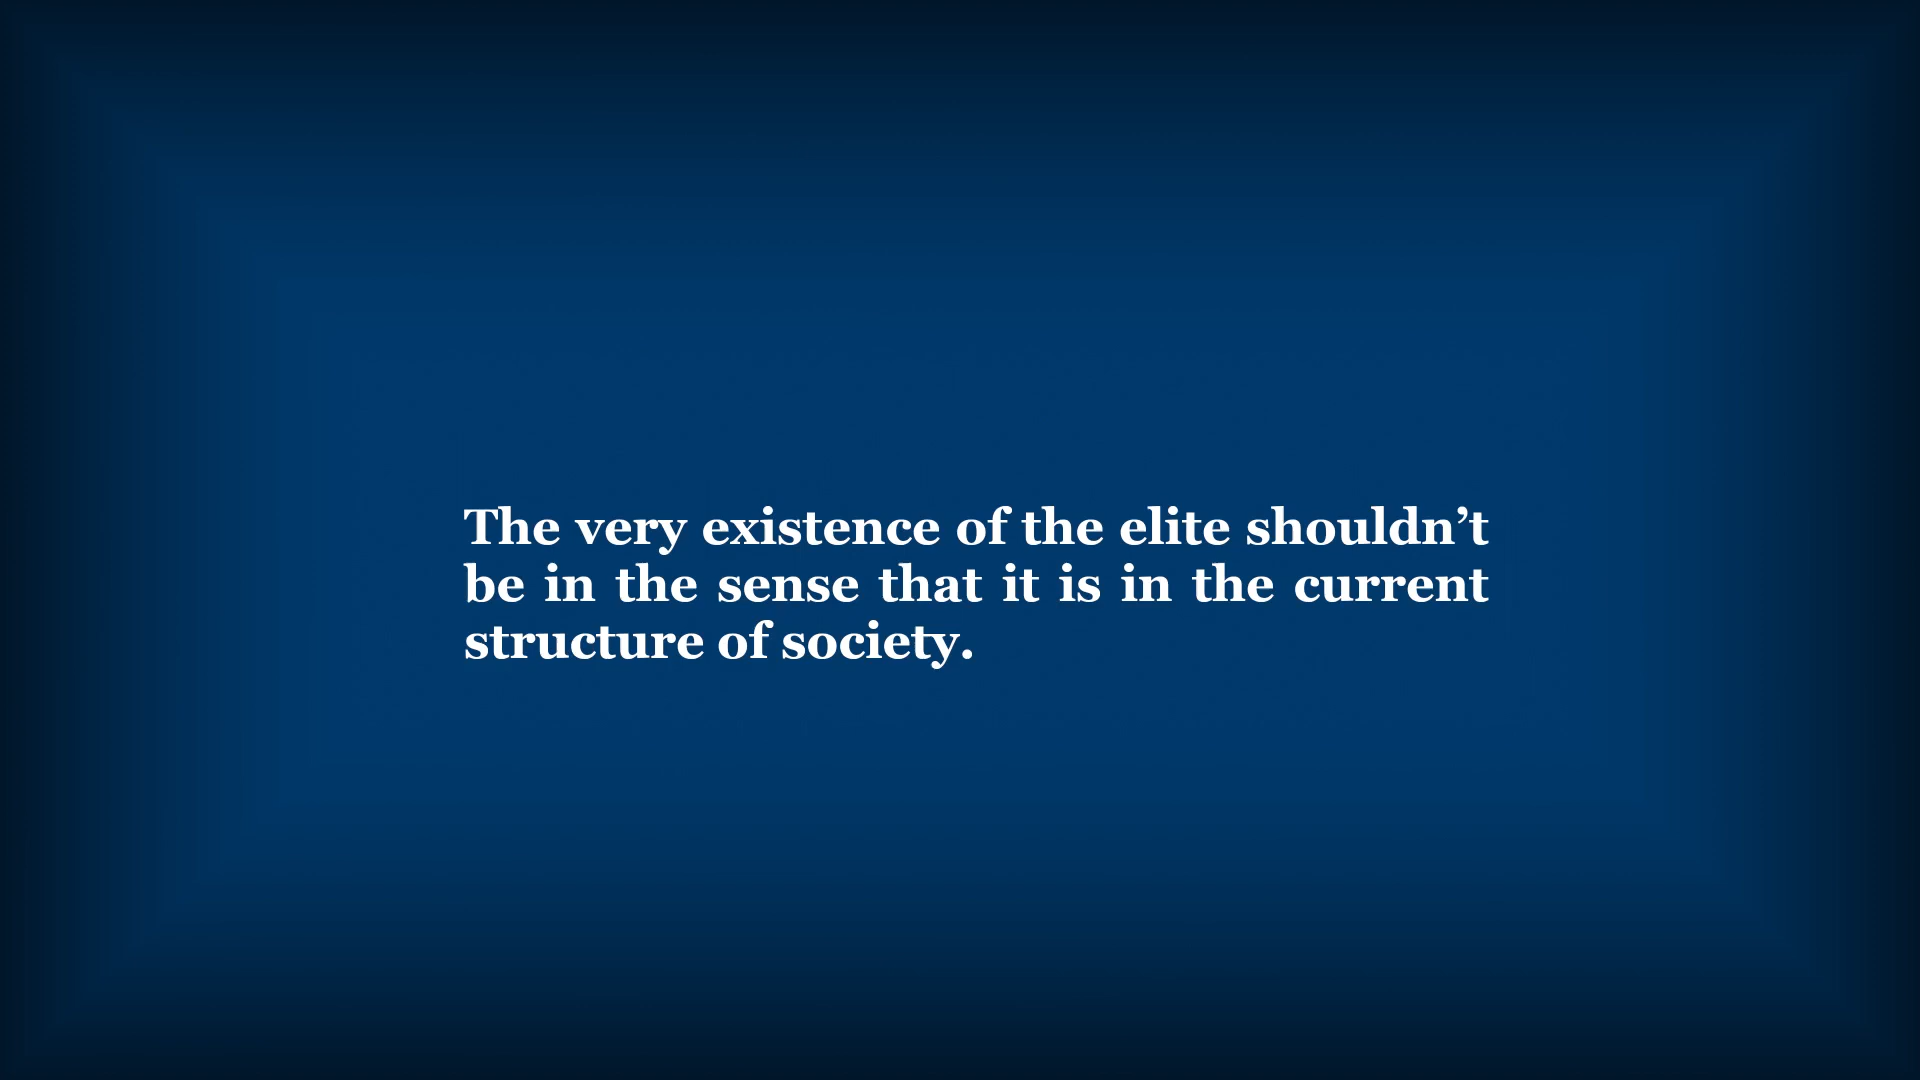 The very existence of the elite shouldn’t
be in the sense that it is in the current
structure of society.